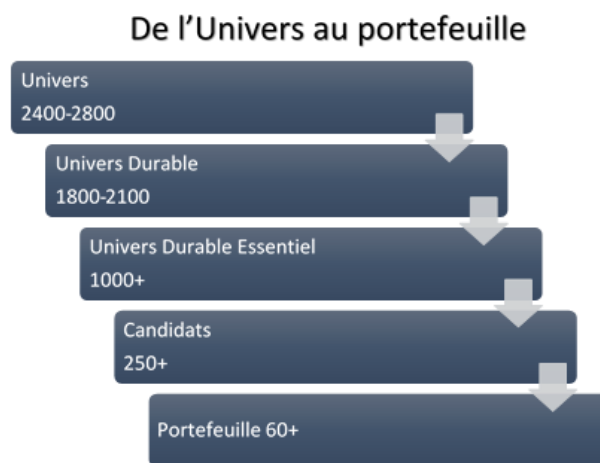 De l’Univers au portefeuille
Univers
2400-2800
Univers Durable
1800-2100
Univers Durable Essentiel
1000+
Candidats
250+
Portefeuille 60+